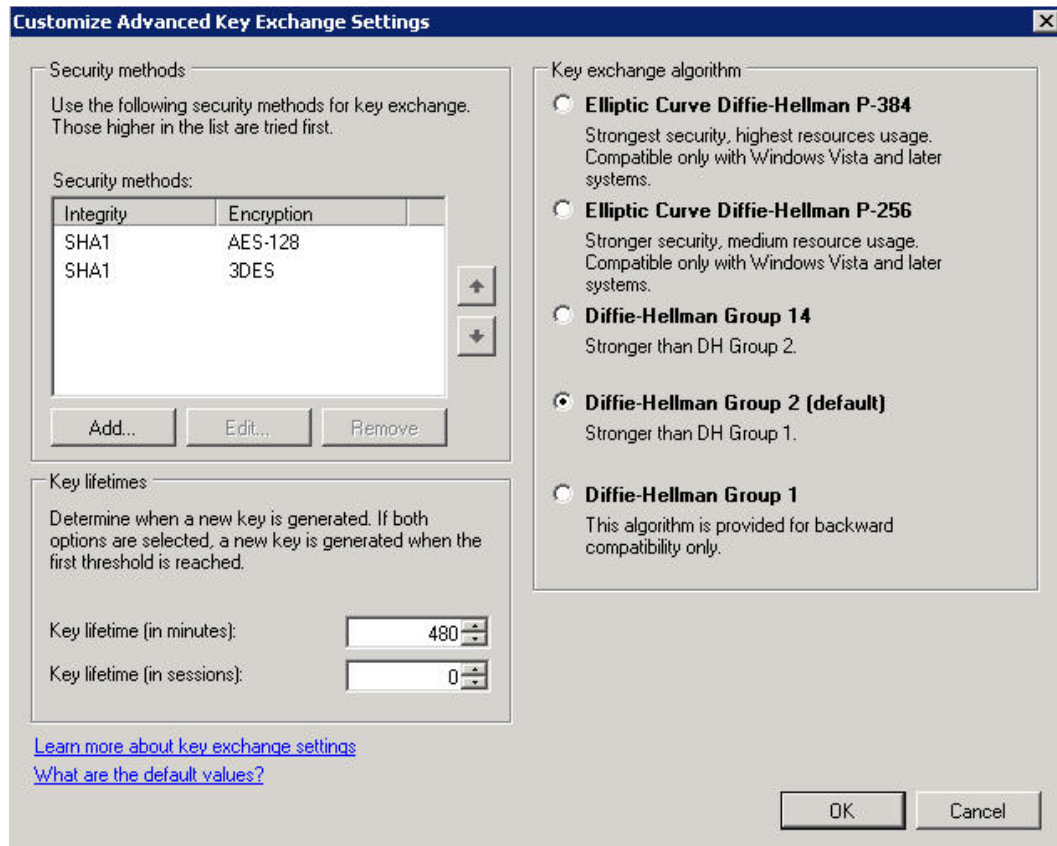 Customize Advanced Key Exchange Settings
Security methods
Use the following security methods for key exchange.
Those higher in the list are tried first.
Security methods:
Integrity Encryption
SHA1 AES-128
SHA1 3DES
Add... Edit... Remove
Key lifetimes
Determine when a new key is generated. If both
options are selected, a new key is generated when the
first threshold is reached.
Key lifetime (in minutes): 480
Key lifetime (in sessions): 0
Learn more about key exchange settings
What are the default values?
Key exchange algorithm
Elliptic Curve Diffie-Hellman P-384
Strongest security, highest resources usage.
Compatible only with Windows Vista and later
systems.
Elliptic Curve Diffie-Hellman P-256
Stronger security, medium resource usage.
Compatible only with Windows Vista and later
systems.
Diffie-Hellman Group 14
Stronger than DH Group 2.
Diffie-Hellman Group 2 (default)
Stronger than DH Group 1.
Diffie-Hellman Group 1
This algorithm is provided for backward
compatibility only.
OK Cancel